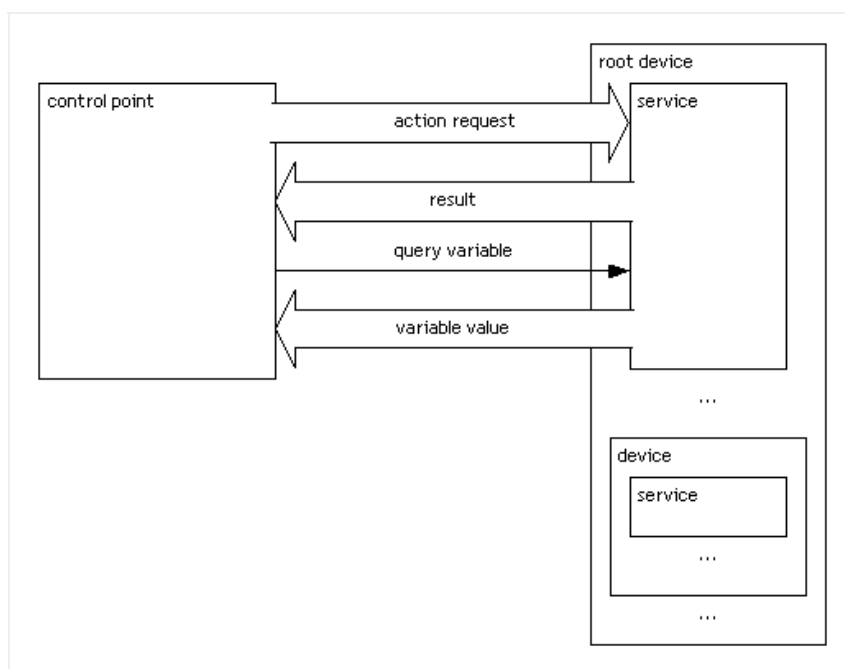 root device
control point
service
action request
result
query variable
variable value
...
device
service
...
...